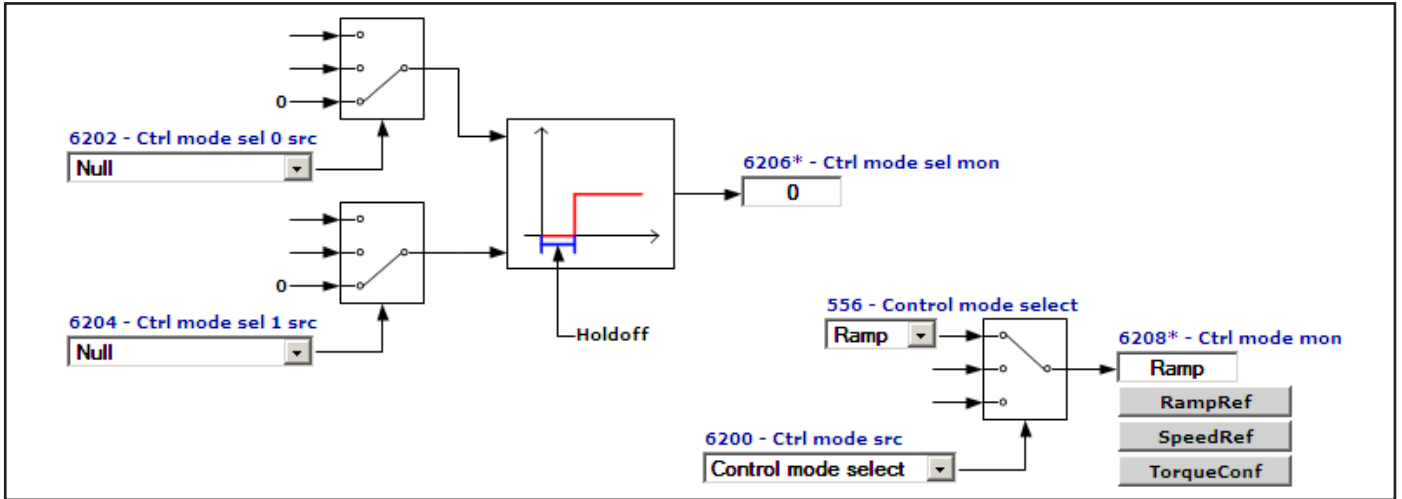 0
6202 - Ctrl mode sel 0 src
Null
6206* - Ctrl mode sel mon
0
0
6204 - Ctrl mode sel 1 src
Null
Holdoff
556 - Control mode select
Ramp
6208* - Ctrl mode mon
Ramp
RampRef
SpeedRef
TorqueConf
6200 - Ctrl mode src
Control mode select